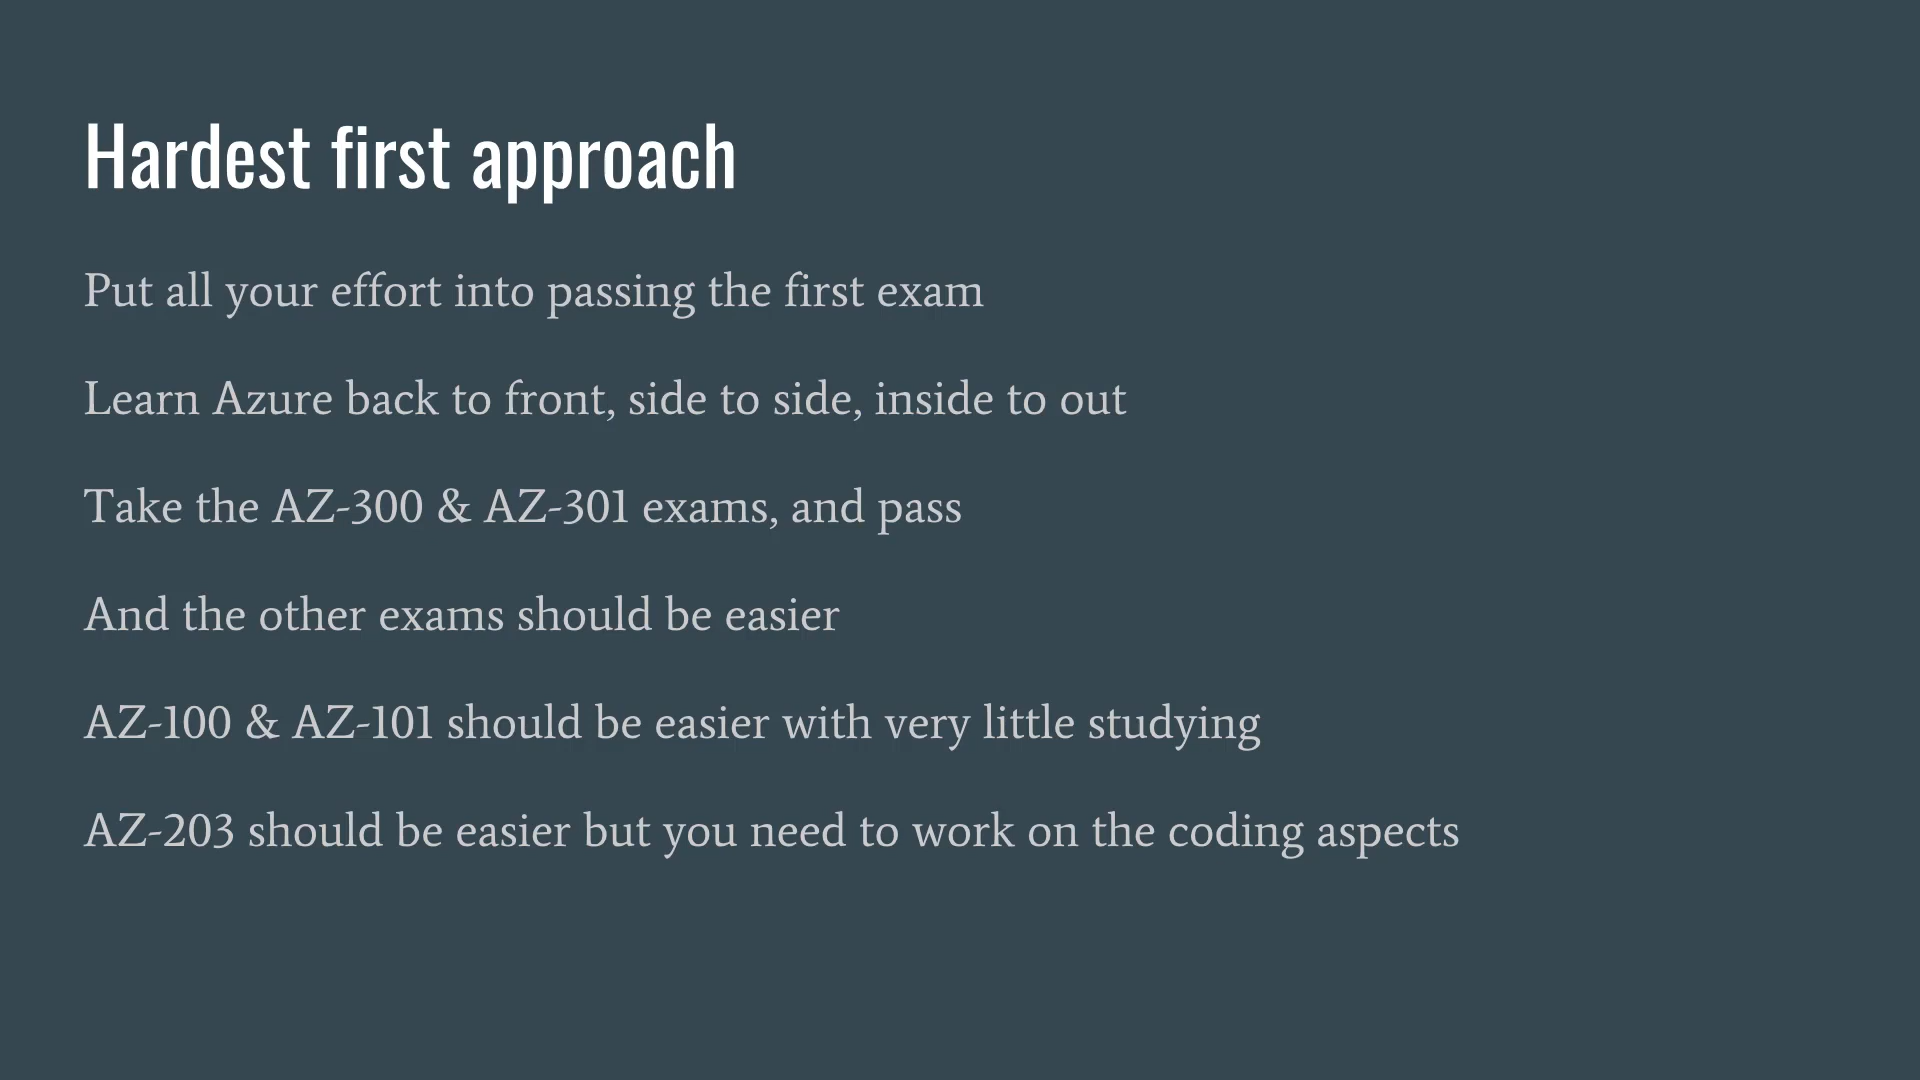 Hardest first approach
Put all your effort into passing the first exam
Learn Azure back to front, side to side, inside to out
Take the AZ-300 & AZ-301 exams, and pass
And the other exams should be easier
AZ-100 & AZ-101 should be easier with very little studying
AZ-203 should be easier but you need to work on the coding aspects